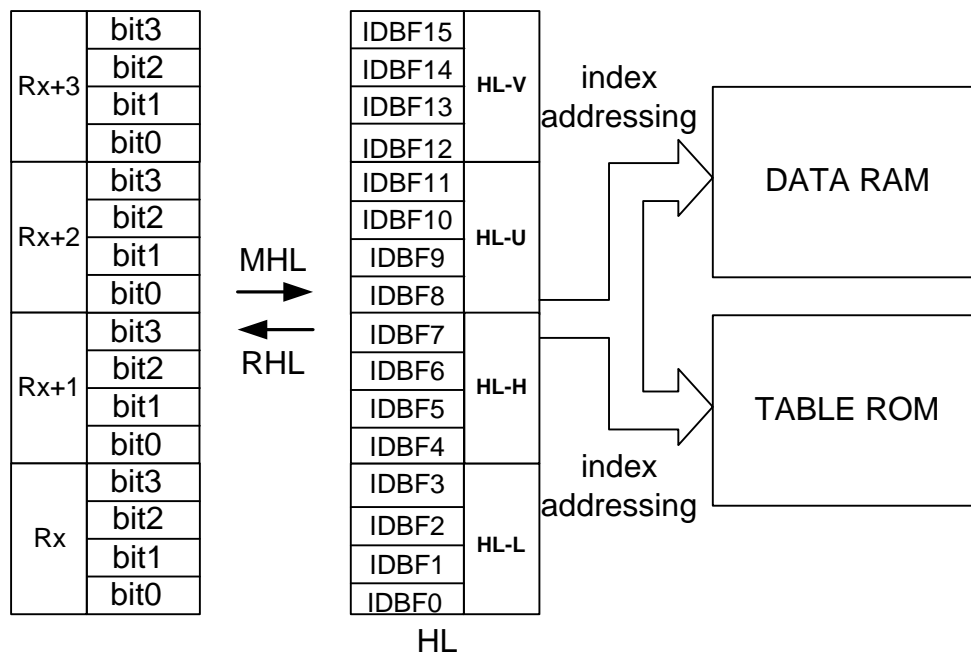 Rx+3
bit3
bit2
bit1
bit0
Rx+2
bit3
bit2
bit1
bit0
Rx+1
bit3
bit2
bit1
bit0
Rx
bit3
bit2
bit1
bit0
MHL
RHL
IDBF15
IDBF14
IDBF13
IDBF12
HL-V
IDBF11
IDBF10
IDBF9
IDBF8
HL-U
IDBF7
IDBF6
IDBF5
IDBF4
HL-H
IDBF3
IDBF2
IDBF1
IDBF0
HL-L
HL
index
addressing
DATA RAM
TABLE ROM
index
addressing